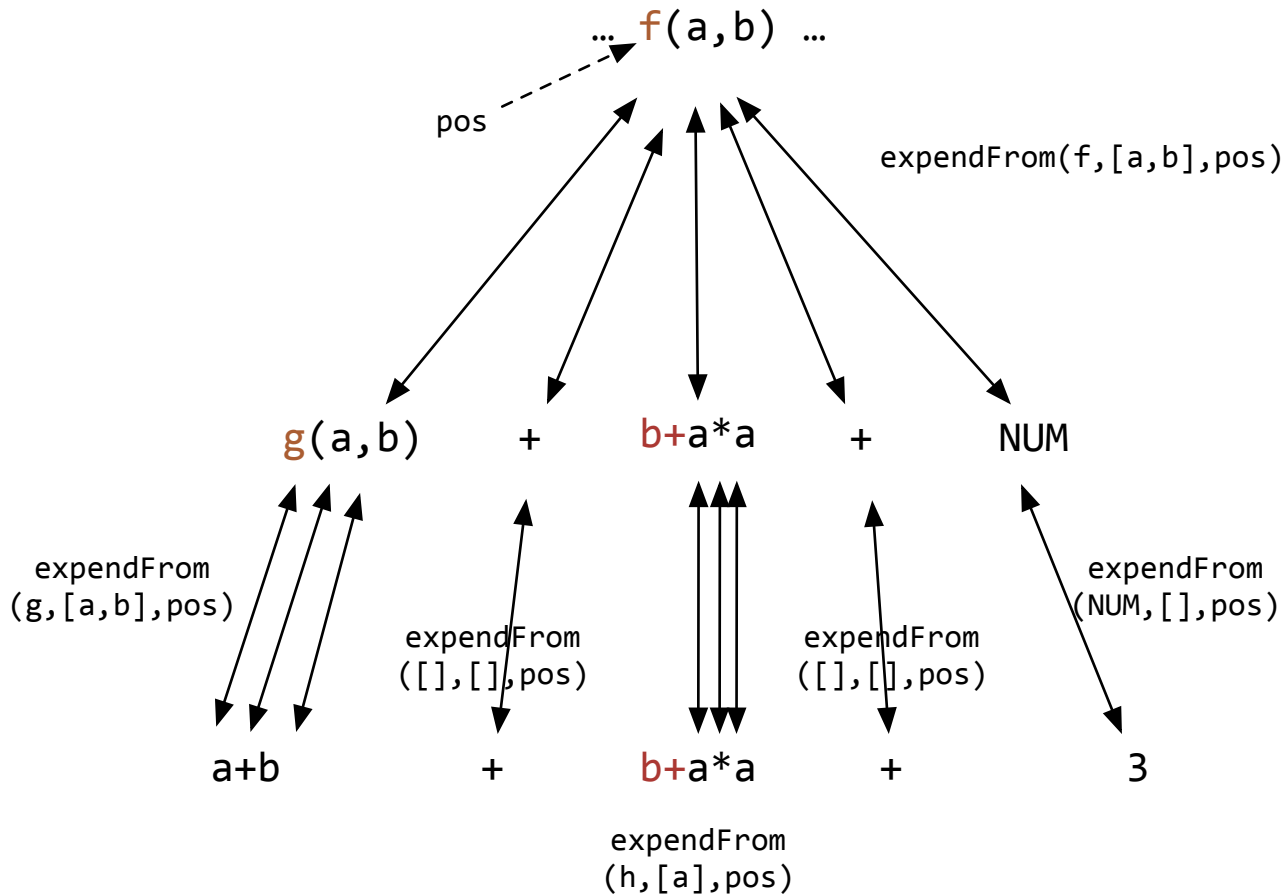 … f(a,b) …
pos
expendFrom(f,[a,b],pos)
g(a,b) + b+a*a + NUM
expendFrom
(g,[a,b],pos)
expendFrom
([],[],pos)
expendFrom
([],[],pos)
expendFrom
(NUM,[],pos)
a+b + b+a*a + 3
expendFrom
(h,[a],pos)